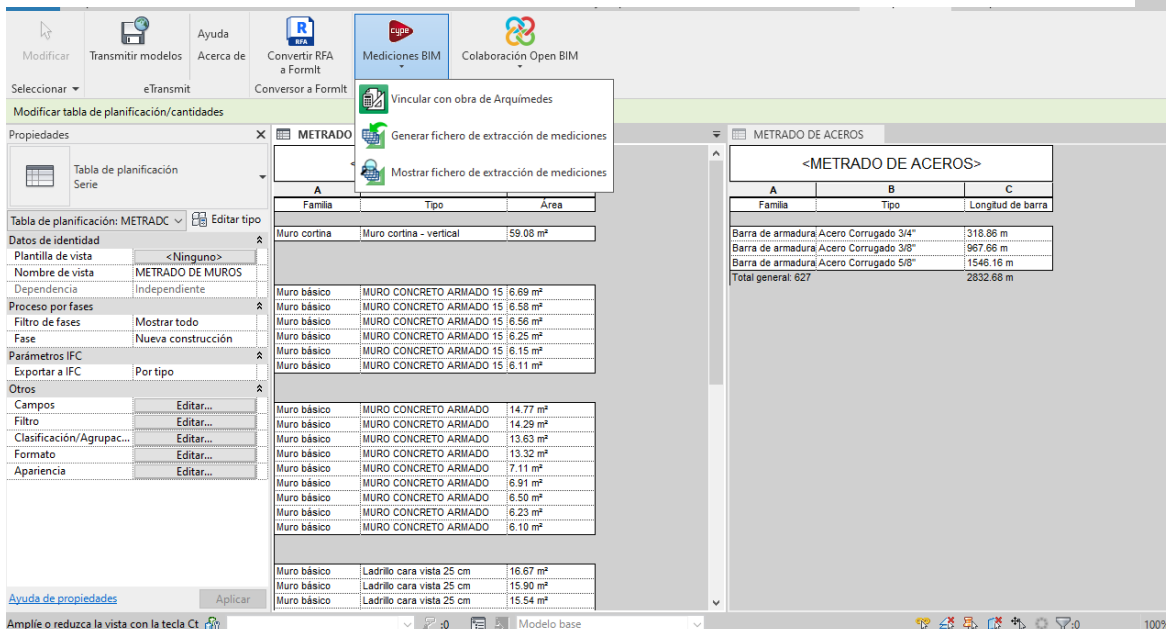 Modificar
Transmitir modelos
Ayuda
Acerca de
R
RFA
Convertir RFA
a FormIt
cype
Mediciones BIM
Colaboración Open BIM
Seleccionar
eTransmit
Conversor a FormIt
Vincular con obra de Arquímedes
Generar fichero de extracción de mediciones
Mostrar fichero de extracción de mediciones
Modificar tabla de planificación/cantidades
Propiedades
Tabla de planificación
Serie
Tabla de planificación: METRADC
Editar tipo
Datos de identidad
Plantilla de vista <Ninguno>
Nombre de vista METRADO DE MUROS
Dependencia Independiente
Proceso por fases
Filtro de fases Mostrar todo
Fase Nueva construcción
Parámetros IFC
Exportar a IFC Por tipo
Otros
Campos Editar...
Filtro Editar...
Clasificación/Agrupac... Editar...
Formato Editar...
Apariencia Editar...
Ayuda de propiedades
Aplicar
METRADO
<
A
Familia Tipo Área
Muro cortina Muro cortina - vertical 59.08 m²
Muro básico MURO CONCRETO ARMADO 15 6.69 m²
Muro básico MURO CONCRETO ARMADO 15 6.58 m²
Muro básico MURO CONCRETO ARMADO 15 6.56 m²
Muro básico MURO CONCRETO ARMADO 15 6.25 m²
Muro básico MURO CONCRETO ARMADO 15 6.15 m²
Muro básico MURO CONCRETO ARMADO 15 6.11 m²
Muro básico MURO CONCRETO ARMADO 14.77 m²
Muro básico MURO CONCRETO ARMADO 14.29 m²
Muro básico MURO CONCRETO ARMADO 13.63 m²
Muro básico MURO CONCRETO ARMADO 13.32 m²
Muro básico MURO CONCRETO ARMADO 7.11 m²
Muro básico MURO CONCRETO ARMADO 6.91 m²
Muro básico MURO CONCRETO ARMADO 6.50 m²
Muro básico MURO CONCRETO ARMADO 6.23 m²
Muro básico MURO CONCRETO ARMADO 6.10 m²
Muro básico Ladrillo cara vista 25 cm 16.67 m²
Muro básico Ladrillo cara vista 25 cm 15.90 m²
Muro básico Ladrillo cara vista 25 cm 15.54 m²
METRADO DE ACEROS
<METRADO DE ACEROS>
A B C
Familia Tipo Longitud de barra
Barra de armadura Acero Corrugado 3/4" 318.86 m
Barra de armadura Acero Corrugado 3/8" 967.66 m
Barra de armadura Acero Corrugado 5/8" 1546.16 m
Total general: 627 2832.68 m
Amplíe o reduzca la vista con la tecla Ct
:0
Modelo base
:0
100%